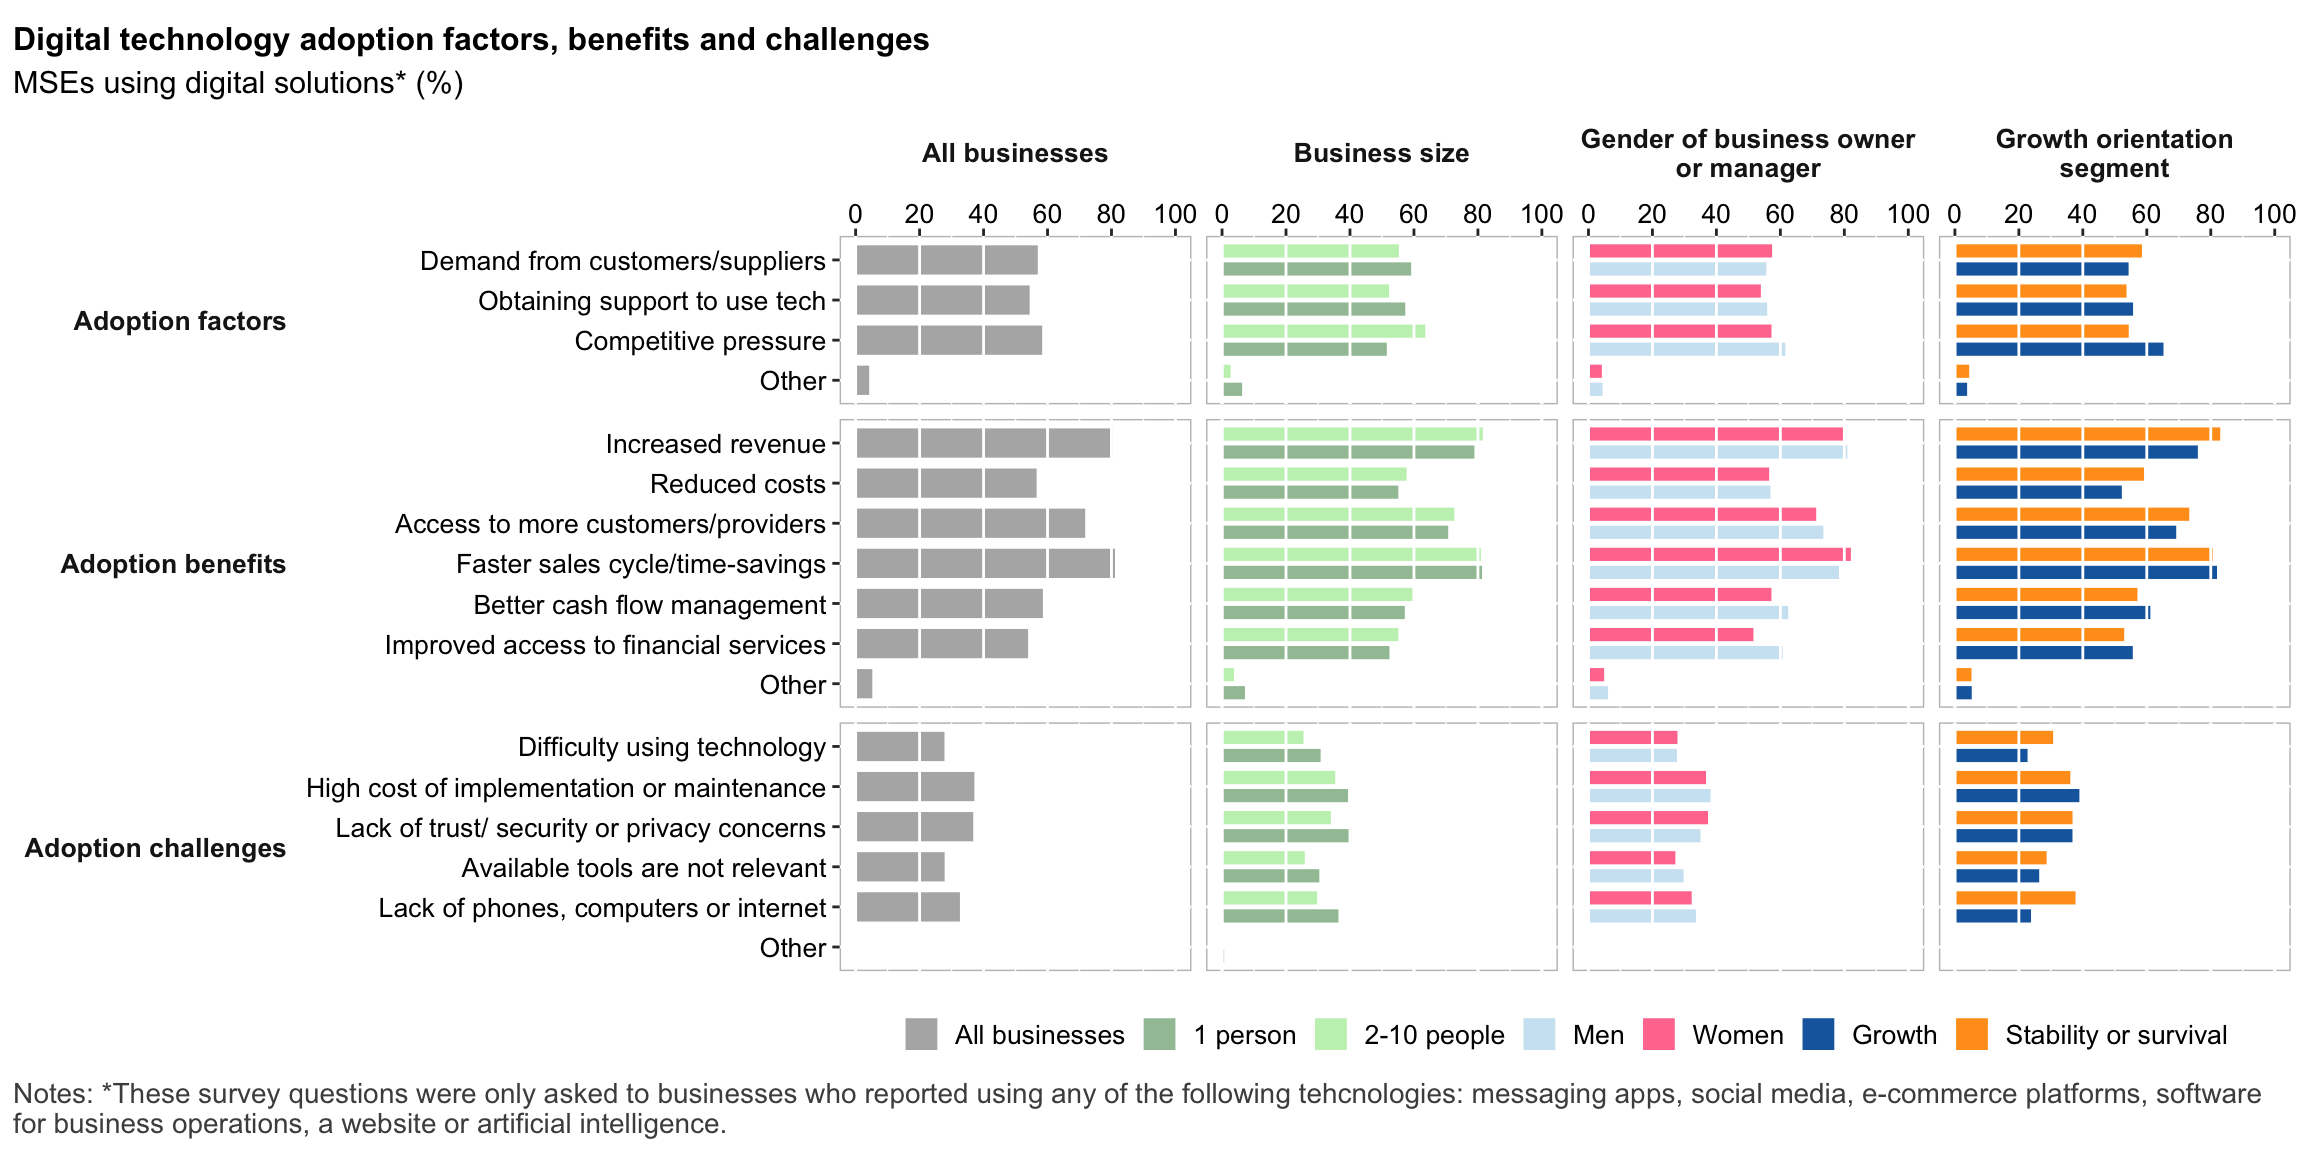 Digital technology adoption factors, benefits and challenges
MSEs using digital solutions* (%)
All businesses
Business size
Gender of business owner
or manager
Growth orientation
segment
0 20 40 60 80 100
0 20 40 60 80 100
0 20 40 60 80 100
0 20 40 60 80 100
Adoption factors
Demand from customers/suppliers
Obtaining support to use tech
Competitive pressure
Other
Adoption benefits
Increased revenue
Reduced costs
Access to more customers/providers
Faster sales cycle/time-savings
Better cash flow management
Improved access to financial services
Other
Adoption challenges
Difficulty using technology
High cost of implementation or maintenance
Lack of trust/ security or privacy concerns
Available tools are not relevant
Lack of phones, computers or internet
Other
All businesses 1 person 2-10 people Men Women Growth Stability or survival
Notes: *These survey questions were only asked to businesses who reported using any of the following tehcnologies: messaging apps, social media, e-commerce platforms, software
for business operations, a website or artificial intelligence.